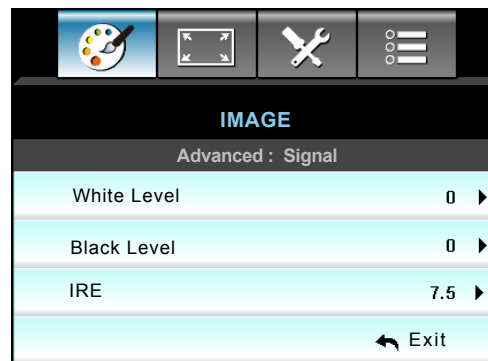 IMAGE
Advanced : Signal
White Level 0
Black Level 0
IRE 7.5
Exit